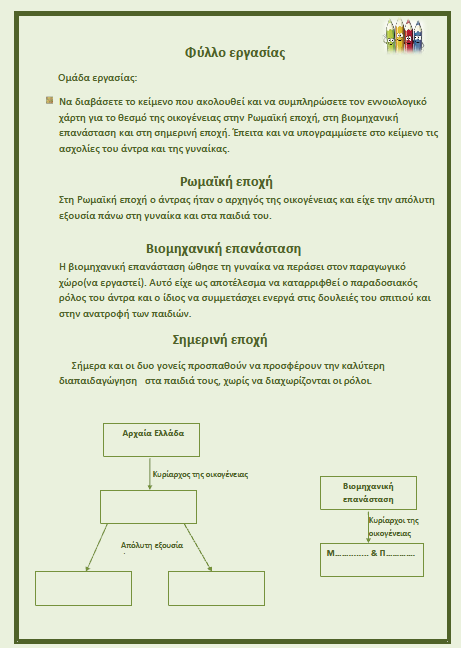 Φύλλο εργασίας
Ομάδα εργασίας:
Να διαβάσετε το κείμενο που ακολουθεί και να συμπληρώσετε τον εννοιολογικό
χάρτη για το θεσμό της οικογένειας στην Ρωμαϊκή εποχή, στη βιομηχανική
επανάσταση και στη σημερινή εποχή. Έπειτα και να υπογραμμίσετε στο κείμενο τις
ασχολίες του άντρα και της γυναίκας.
Ρωμαϊκή εποχή
Στη Ρωμαϊκή εποχή ο άντρας ήταν ο αρχηγός της οικογένειας και είχε την απόλυτη
εξουσία πάνω στη γυναίκα και στα παιδιά του.
Βιομηχανική επανάσταση
Η βιομηχανική επανάσταση ώθησε τη γυναίκα να περάσει στον παραγωγικό
χώρο(να εργαστεί). Αυτό είχε ως αποτέλεσμα να καταρριφθεί ο παραδοσιακός
ρόλος του άντρα και ο ίδιος να συμμετάσχει ενεργά στις δουλειές του σπιτιού και
στην ανατροφή των παιδιών.
Σημερινή εποχή
Σήμερα και οι δυο γονείς προσπαθούν να προσφέρουν την καλύτερη
διαπαιδαγώγηση στα παιδιά τους, χωρίς να διαχωρίζονται οι ρόλοι.
Αρχαία Ελλάδα
Κυρίαρχος της οικογένειας
Απόλυτη εξουσία
Βιομηχανική
επανάσταση
Κυρίαρχοι της
οικογένειας
Μ.............. & Π............